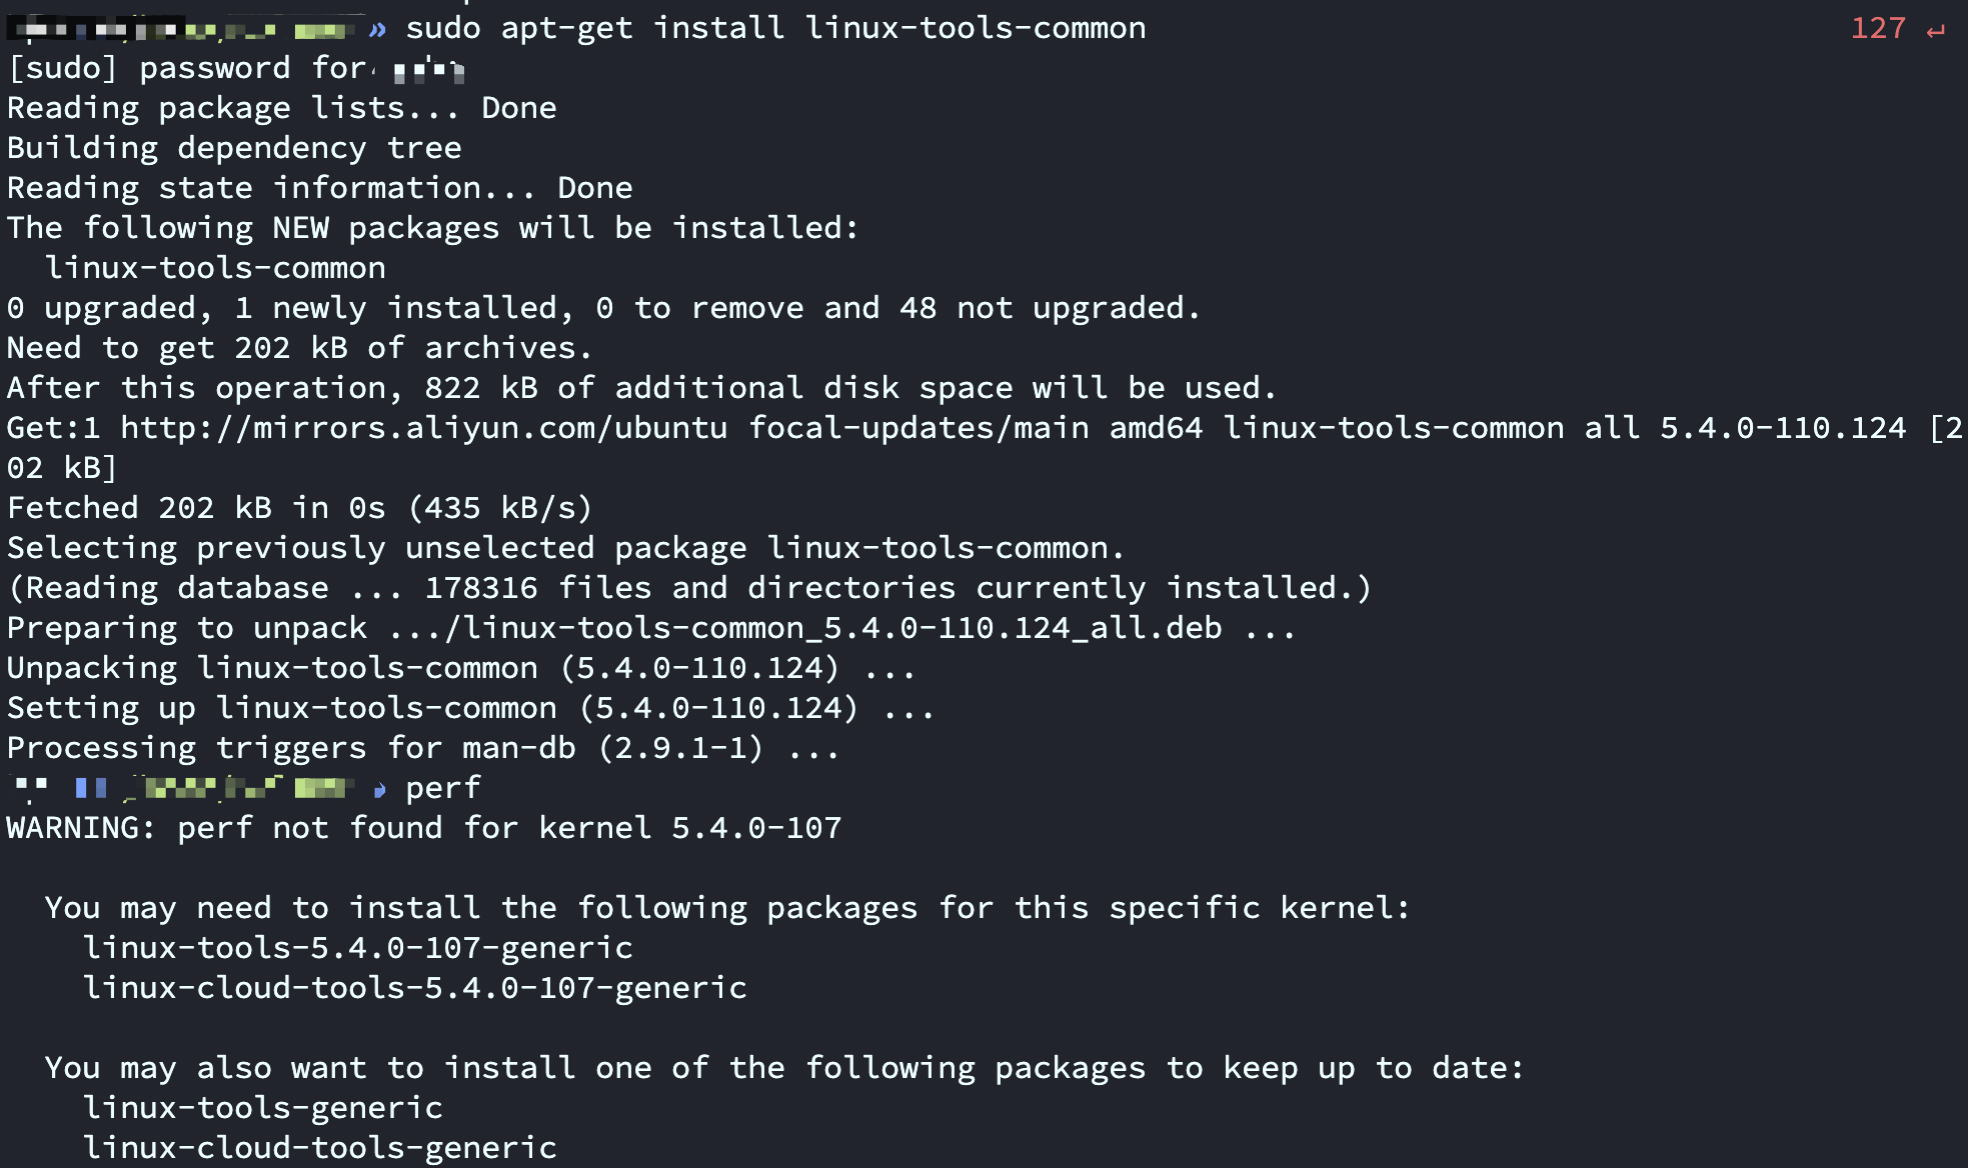 » sudo apt-get install linux-tools-common 127 ↵
[sudo] password for
Reading package lists... Done
Building dependency tree
Reading state information... Done
The following NEW packages will be installed:
  linux-tools-common
0 upgraded, 1 newly installed, 0 to remove and 48 not upgraded.
Need to get 202 kB of archives.
After this operation, 822 kB of additional disk space will be used.
Get:1 http://mirrors.aliyun.com/ubuntu focal-updates/main amd64 linux-tools-common all 5.4.0-110.124 [2
02 kB]
Fetched 202 kB in 0s (435 kB/s)
Selecting previously unselected package linux-tools-common.
(Reading database ... 178316 files and directories currently installed.)
Preparing to unpack .../linux-tools-common_5.4.0-110.124_all.deb ...
Unpacking linux-tools-common (5.4.0-110.124) ...
Setting up linux-tools-common (5.4.0-110.124) ...
Processing triggers for man-db (2.9.1-1) ...
perf
WARNING: perf not found for kernel 5.4.0-107

  You may need to install the following packages for this specific kernel:
    linux-tools-5.4.0-107-generic
    linux-cloud-tools-5.4.0-107-generic

  You may also want to install one of the following packages to keep up to date:
    linux-tools-generic
    linux-cloud-tools-generic